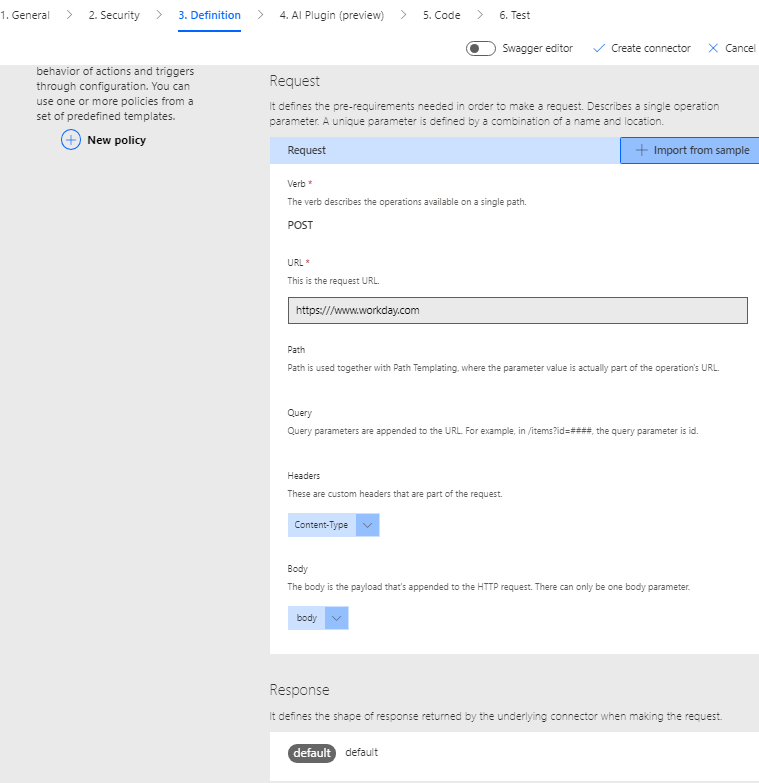 1. General > 2. Security > 3. Definition > 4. AI Plugin (preview) > 5. Code > 6. Test
Swagger editor Create connector Cancel
behavior of actions and triggers
through configuration. You can
use one or more policies from a
set of predefined templates.
New policy
Request
It defines the pre-requirements needed in order to make a request. Describes a single operation
parameter. A unique parameter is defined by a combination of a name and location.
Request + Import from sample
Verb *
The verb describes the operations available on a single path.
POST
URL *
This is the request URL.
https:///www.workday.com
Path
Path is used together with Path Templating, where the parameter value is actually part of the operation's URL.
Query
Query parameters are appended to the URL. For example, in /items?id=####, the query parameter is id.
Headers
These are custom headers that are part of the request.
Content-Type
Body
The body is the payload that's appended to the HTTP request. There can only be one body parameter.
body
Response
It defines the shape of response returned by the underlying connector when making the request.
default default